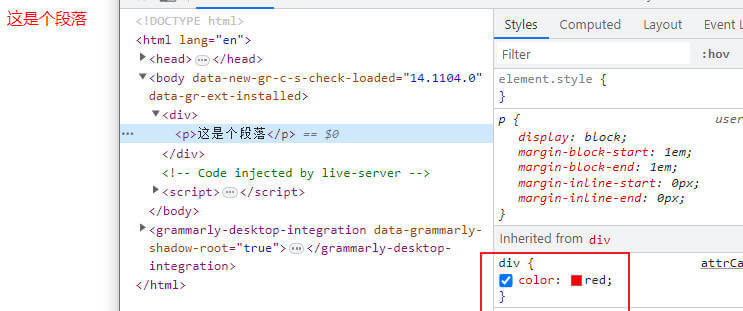 这是个段落
<!DOCTYPE html>
<html lang="en">
<head> ••• </head>
<body data-new-gr-c-s-check-loaded="14.1104.0"
data-gr-ext-installed>
<div>
••• <p>这是个段落</p> == $0
</div>
<!-- Code injected by live-server -->
<script> ••• </script>
</body>
<grammarly-desktop-integration data-grammarly-
shadow-root="true"> ••• </grammarly-desktop-
integration>
</html>
Styles Computed Layout Event L
Filter :hov
element.style {
}
p { user
display: block;
margin-block-start: 1em;
margin-block-end: 1em;
margin-inline-start: 0px;
margin-inline-end: 0px;
}
Inherited from div
div { attrCa
color: red;
}